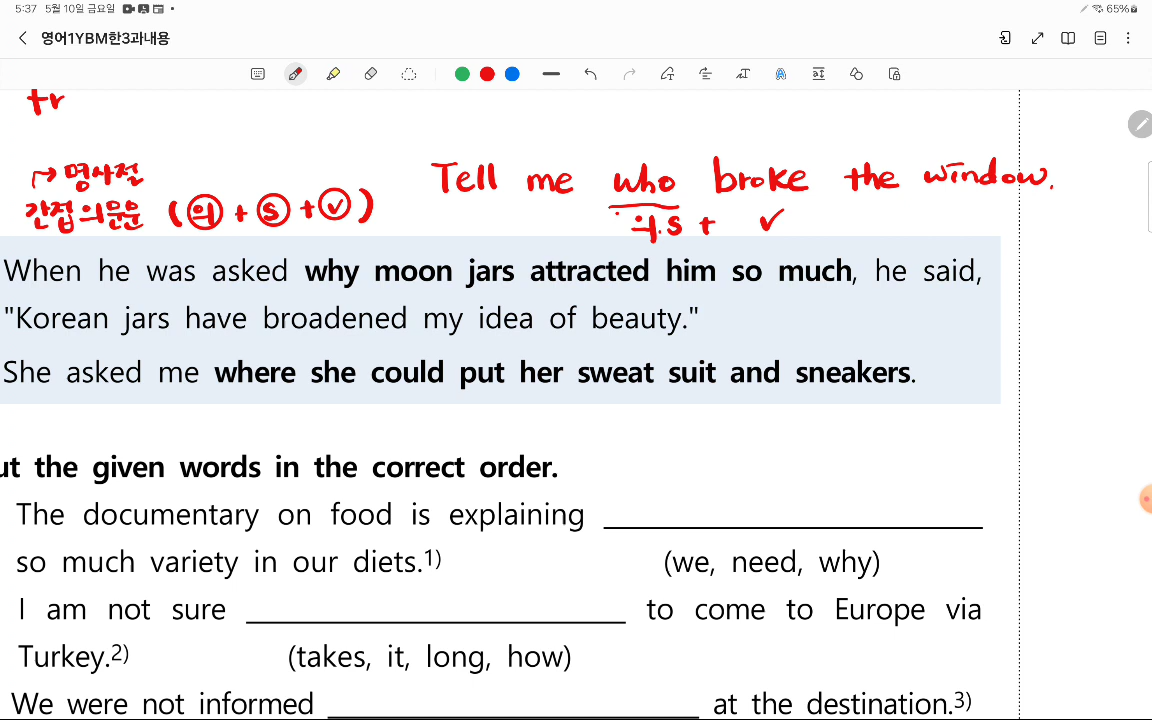 5:37 5월 10일 금요일
65%
영어1YBM한3과내용
tr
↱ 명사절
간접의문문 (의 + S + V)
Tell me who broke the window.
의.S + V
When he was asked why moon jars attracted him so much, he said,
"Korean jars have broadened my idea of beauty."
She asked me where she could put her sweat suit and sneakers.
ut the given words in the correct order.
The documentary on food is explaining ____________
so much variety in our diets.1) (we, need, why)
I am not sure ____________ to come to Europe via
Turkey.2) (takes, it, long, how)
We were not informed ____________ at the destination.3)